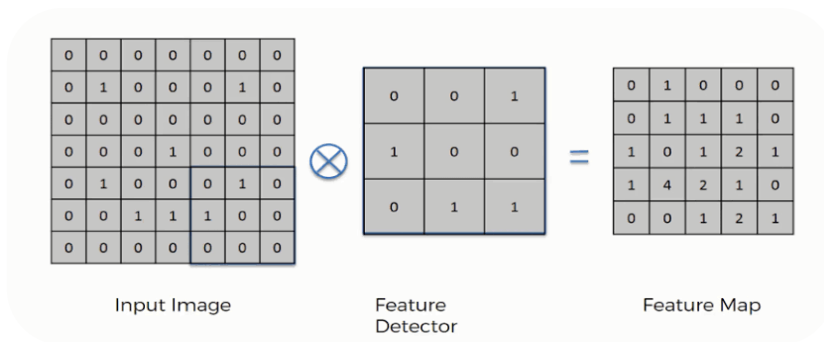 0 0 0 0 0 0 0
0 1 0 0 0 1 0
0 0 0 0 0 0 0
0 0 0 1 0 0 0
0 1 0 0 0 1 0
0 0 1 1 1 0 0
0 0 0 0 0 0 0
Input Image
0 0 1
1 0 0
0 1 1
Feature
Detector
=
0 1 0 0 0
0 1 1 1 0
1 0 1 2 1
1 4 2 1 0
0 0 1 2 1
Feature Map